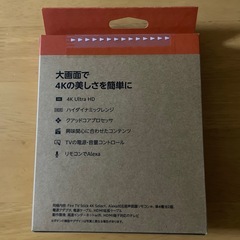 大画面で
4Kの美しさを簡単に
4K Ultra HD
ハイダイナミックレンジ
クアッドコアプロセッサ
興味関心に合わせたコンテンツ
TVの電源・音量コントロール
リモコンでAlexa